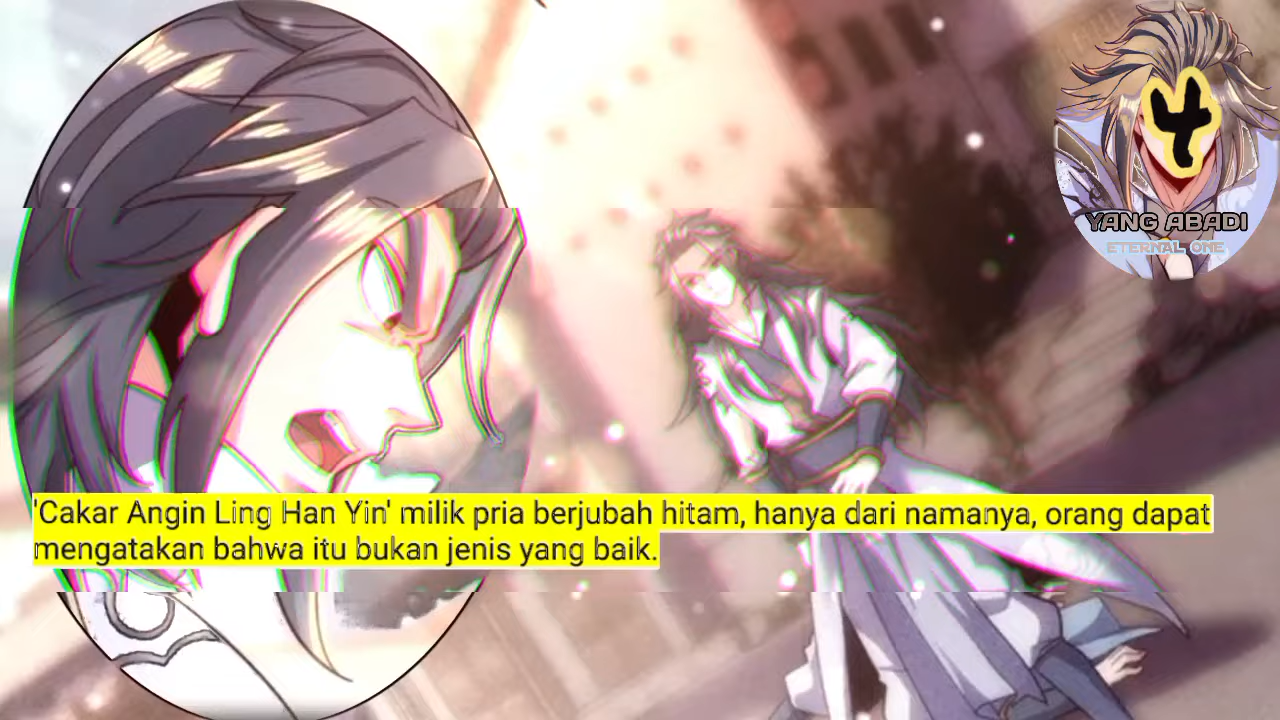 YANG ABADI
ETERNAL ONE
'Cakar Angin Ling Han Yin' milik pria berjubah hitam, hanya dari namanya, orang dapat
mengatakan bahwa itu bukan jenis yang baik.